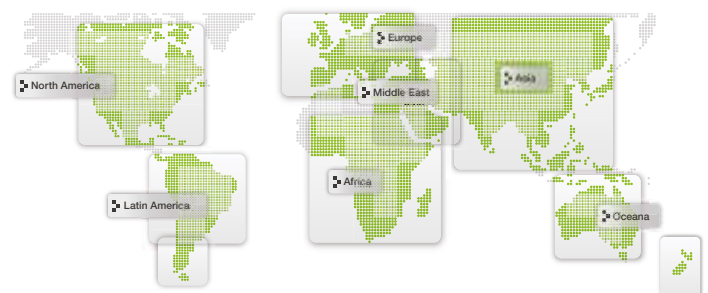 Europe
Asia
North America
Middle East
Africa
Latin America
Oceana